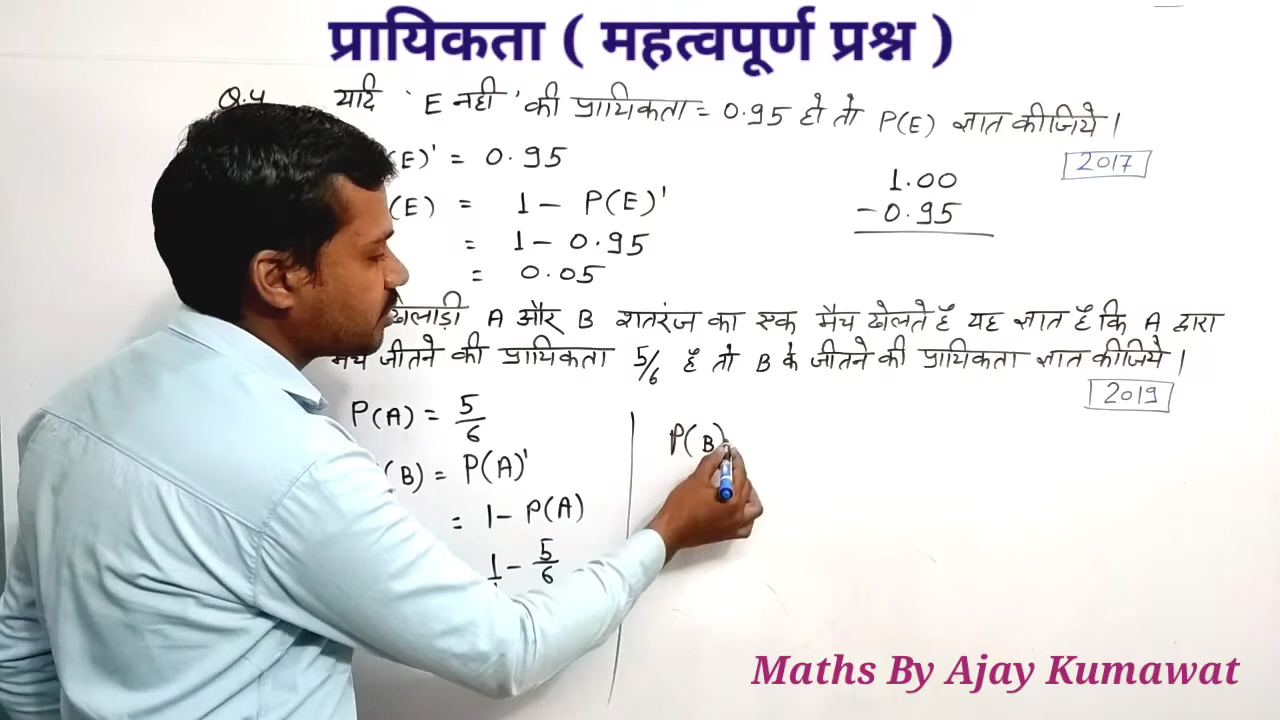 प्रायिकता ( महत्वपूर्ण प्रश्न )
Q.4 यदि ' E नही ' की प्रायिकता = 0.95 हो तो P(E) ज्ञात कीजिये।
2017
(E)' = 0.95
(E) = 1 - P(E)'
= 1 - 0.95
= 0.05
1.00
- 0.95
खेलाड़ी A और B शतरंज का एक मैच खेलते हैं यह ज्ञात है कि A द्वारा
मैच जीतने की प्रायिकता 5/6 है तो B के जीतने की प्रायिकता ज्ञात कीजिये।
2019
P(A) = 5/6
(B) = P(A)'
= 1 - P(A)
1/1 - 5/6
P(B)
Maths By Ajay Kumawat